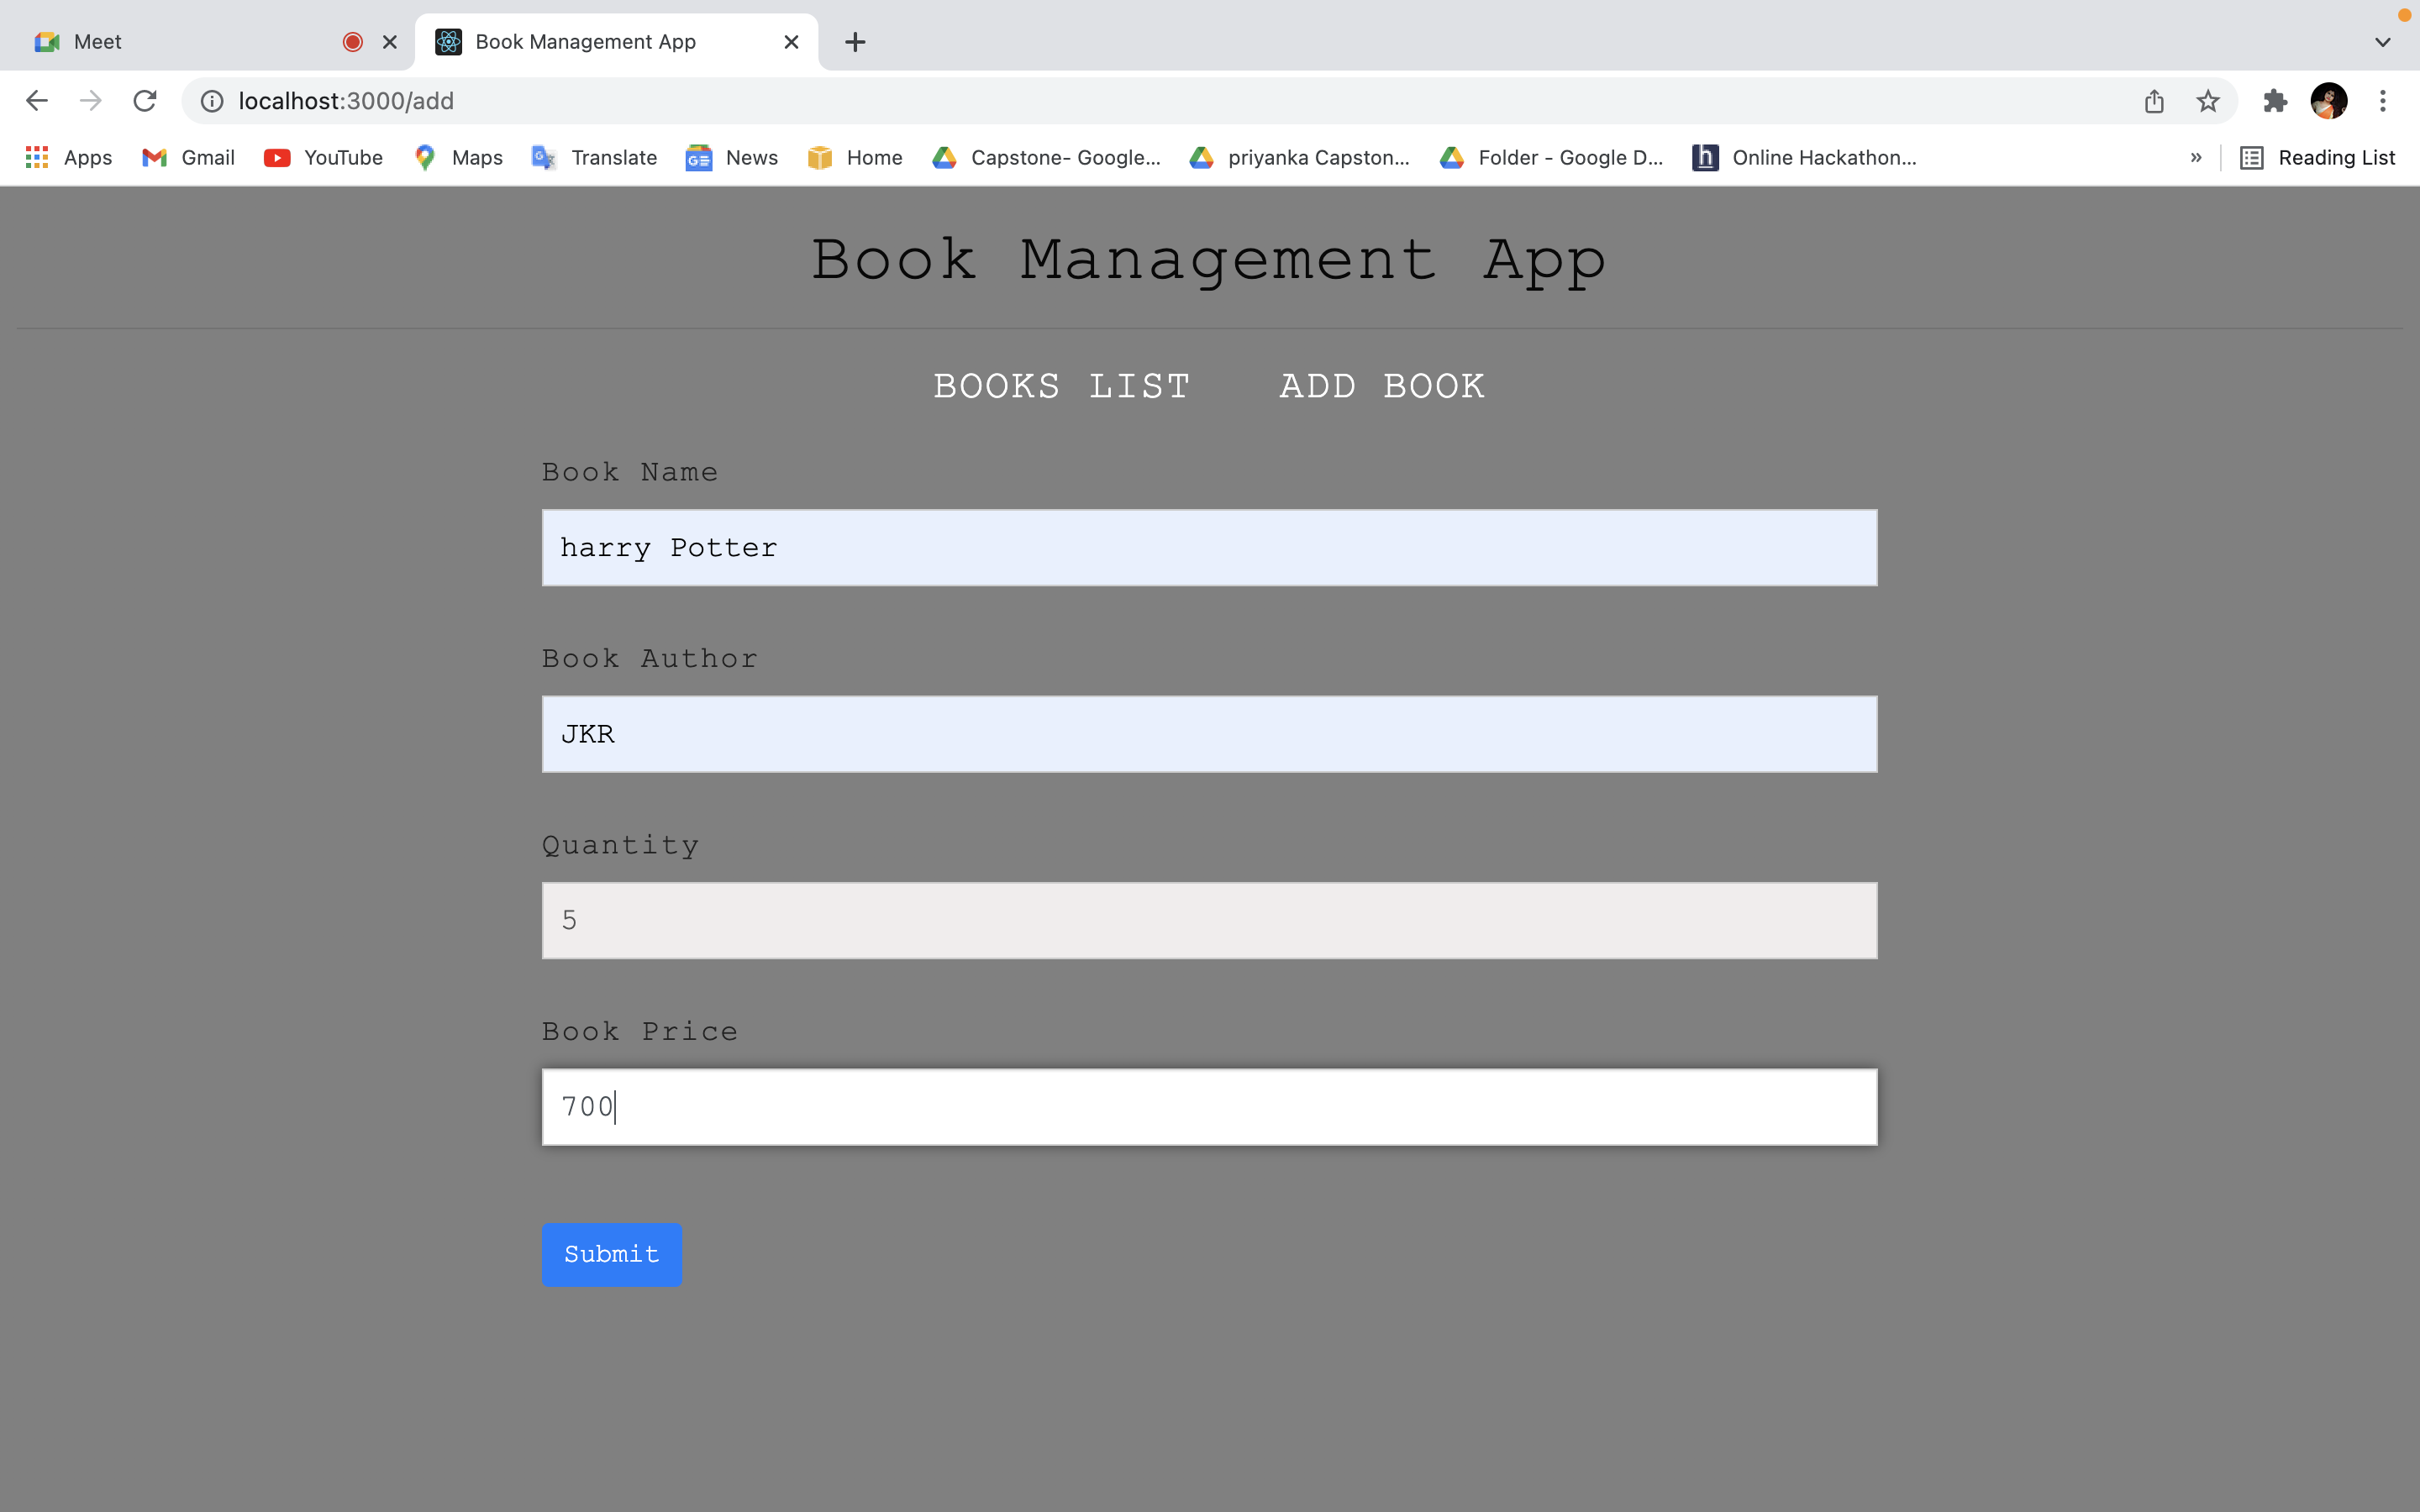 Meet
Book Management App
localhost:3000/add
Apps Gmail YouTube Maps Translate News Home Capstone- Google... priyanka Capston... Folder - Google D... Online Hackathon... » Reading List
Book Management App
BOOKS LIST ADD BOOK
Book Name
harry Potter
Book Author
JKR
Quantity
5
Book Price
700
Submit